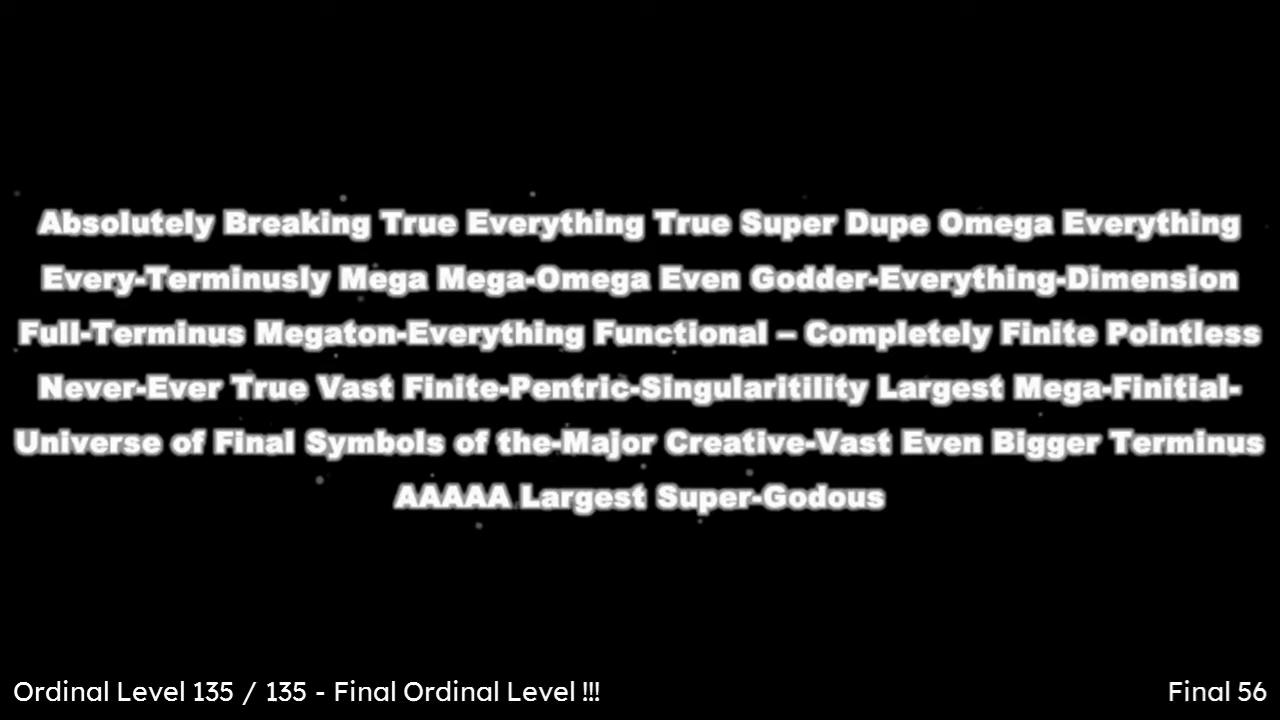 Absolutely Breaking True Everything True Super Dupe Omega Everything
Every-Terminusly Mega Mega-Omega Even Godder-Everything-Dimension
Full-Terminus Megaton-Everything Functional – Completely Finite Pointless
Never-Ever True Vast Finite-Pentric-Singularitility Largest Mega-Finitial-
Universe of Final Symbols of the-Major Creative-Vast Even Bigger Terminus
AAAAA Largest Super-Godous
Ordinal Level 135 / 135 - Final Ordinal Level !!!
Final 56